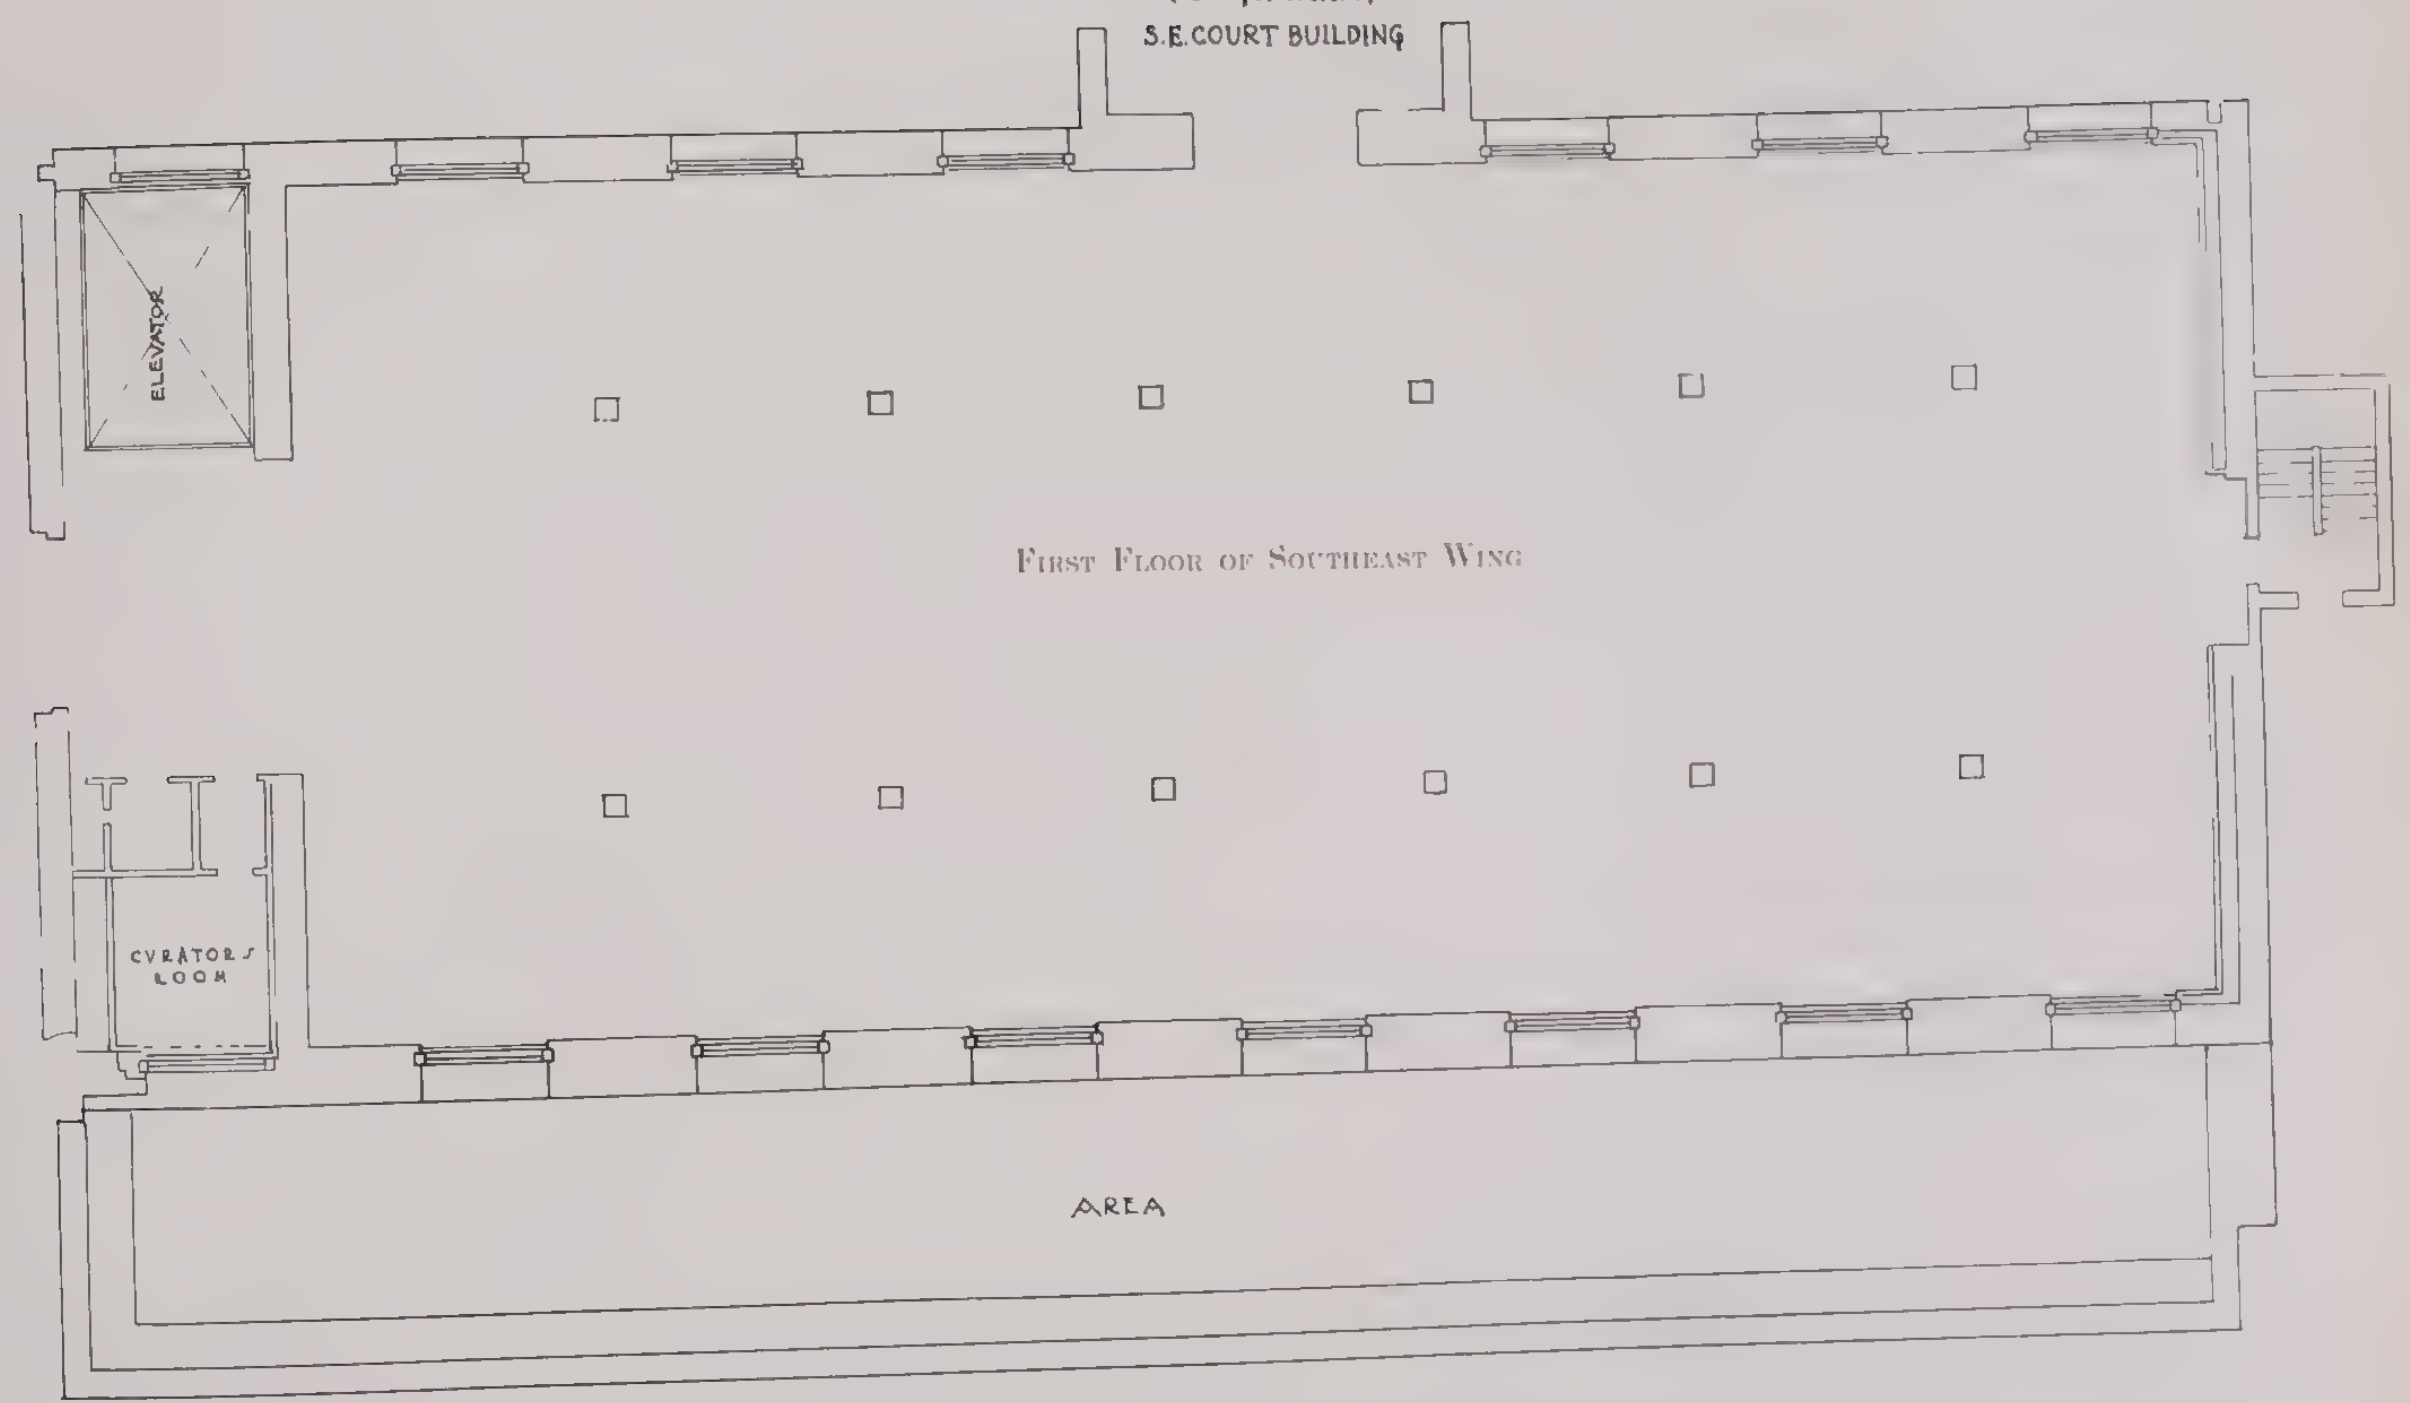 S.E. COURT BUILDING
ELEVATOR
FIRST FLOOR OF SOUTHEAST WING
CVRATORS
ROOM
AREA